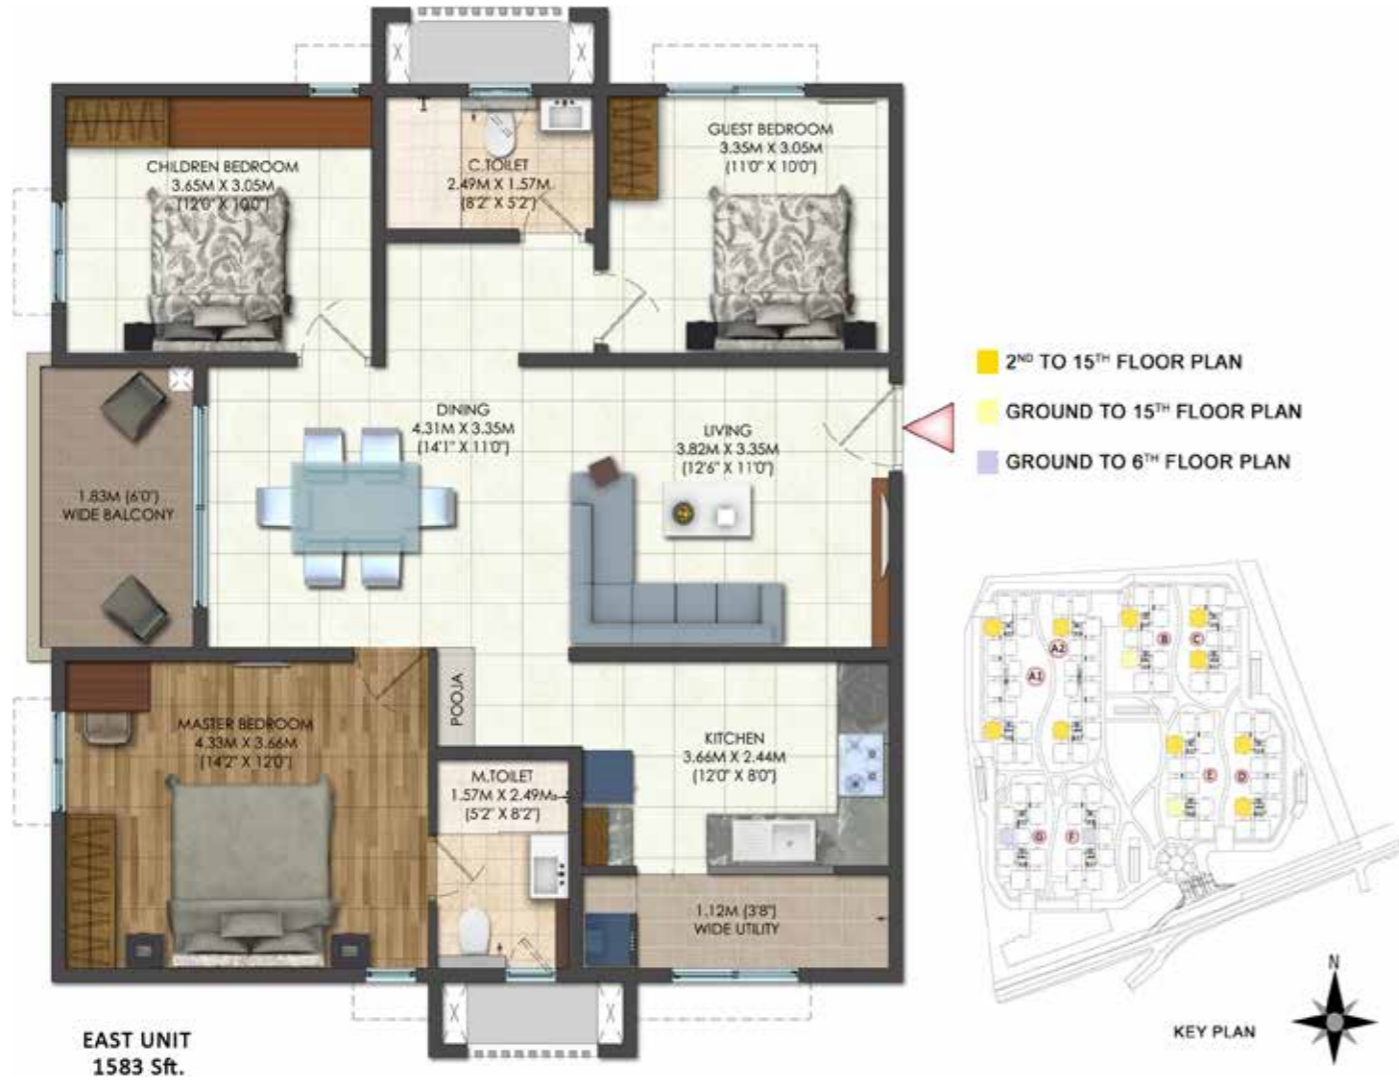 CHILDREN BEDROOM
3.65M X 3.05M
(12'0" X 10'0")
C.TOILET
2.49M X 1.57M
(8'2" X 5'2")
GUEST BEDROOM
3.35M X 3.05M
(11'0" X 10'0")
DINING
4.31M X 3.35M
(14'1" X 11'0")
LIVING
3.82M X 3.35M
(12'6" X 11'0")
1.83M (6'0")
WIDE BALCONY
MASTER BEDROOM
4.33M X 3.66M
(14'2" X 12'0")
POOJA
M.TOILET
1.57M X 2.49M
(5'2" X 8'2")
KITCHEN
3.66M X 2.44M
(12'0" X 8'0")
1.12M (3'8")
WIDE UTILITY
EAST UNIT
1583 Sft.
2ND TO 15TH FLOOR PLAN
GROUND TO 15TH FLOOR PLAN
GROUND TO 6TH FLOOR PLAN
A1
A2
B
C
E
D
G
F
KEY PLAN
N